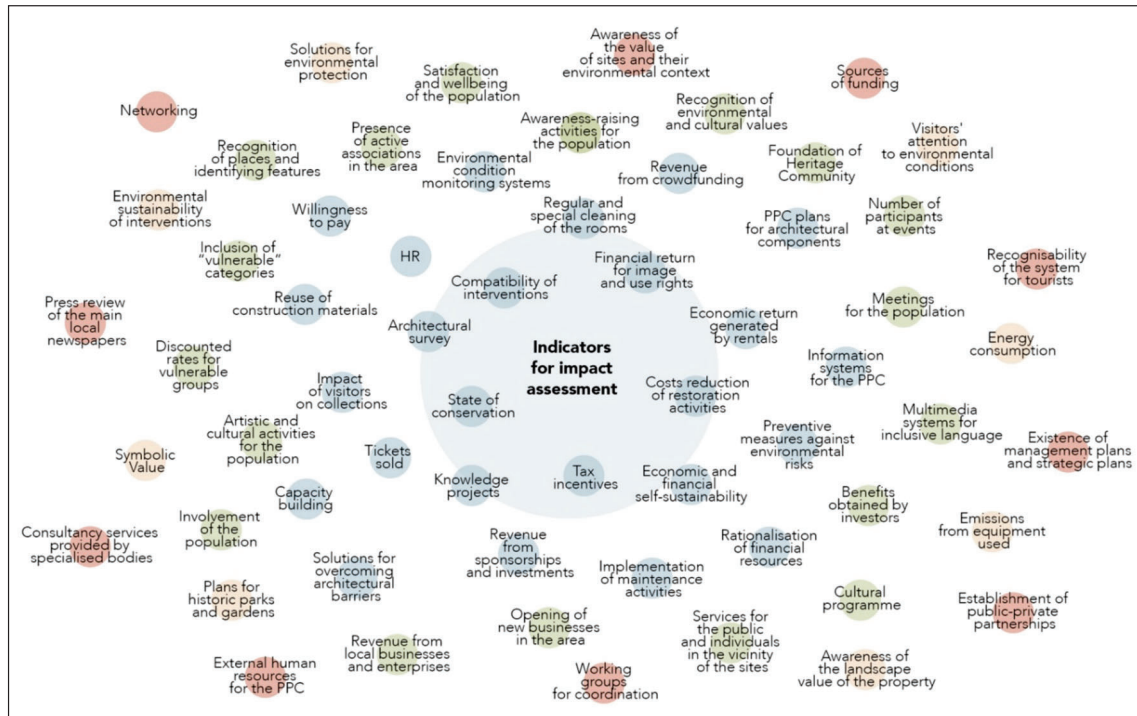 Solutions for
environmental
protection
Awareness of
the value
of sites and their
environmental context
Sources
of funding
Networking
Satisfaction
and wellbeing
of the population
Recognition of
environmental
and cultural values
Visitors'
attention
to environmental
conditions
Recognition
of places and
identifying features
Presence
of active
associations
in the area
Awareness-raising
activities for
the population
Foundation of
Heritage
Community
Environmental
condition
monitoring systems
Revenue
from crowdfunding
Environmental
sustainability
of interventions
Willingness
to pay
Regular and
special cleaning
of the rooms
PPC plans
for architectural
components
Number of
participants
at events
Inclusion of
“vulnerable”
categories
HR
Compatibility of
interventions
Financial return
for image
and use rights
Recognisability
of the system
for tourists
Press review
of the main
local
newspapers
Reuse of
construction materials
Architectural
survey
Economic return
generated
by rentals
Meetings
for the population
Energy
consumption
Discounted
rates for
vulnerable
groups
Impact
of visitors
on collections
Indicators
for impact
assessment
Information
systems
for the PPC
State of
conservation
Costs reduction
of restoration
activities
Artistic and
cultural activities
for the
population
Multimedia
systems for
inclusive language
Symbolic
Value
Tickets
sold
Preventive
measures against
environmental
risks
Existence of
management plans
and strategic plans
Capacity
building
Knowledge
projects
Tax
incentives
Economic and
financial
self-sustainability
Benefits
obtained by
investors
Consultancy services
provided by
specialised bodies
Involvement
of the
population
Emissions
from equipment
used
Solutions for
overcoming
architectural
barriers
Revenue
from
sponsorships
and investments
Rationalisation
of financial
resources
Plans for
historic parks
and gardens
Implementation
of maintenance
activities
Cultural
programme
Establishment of
public-private
partnerships
Revenue from
local businesses
and enterprises
Opening of
new businesses
in the area
Services for
the public
and individuals
in the vicinity
of the sites
External human
resources
for the PPC
Working
groups
for coordination
Awareness of
the landscape
value of the property